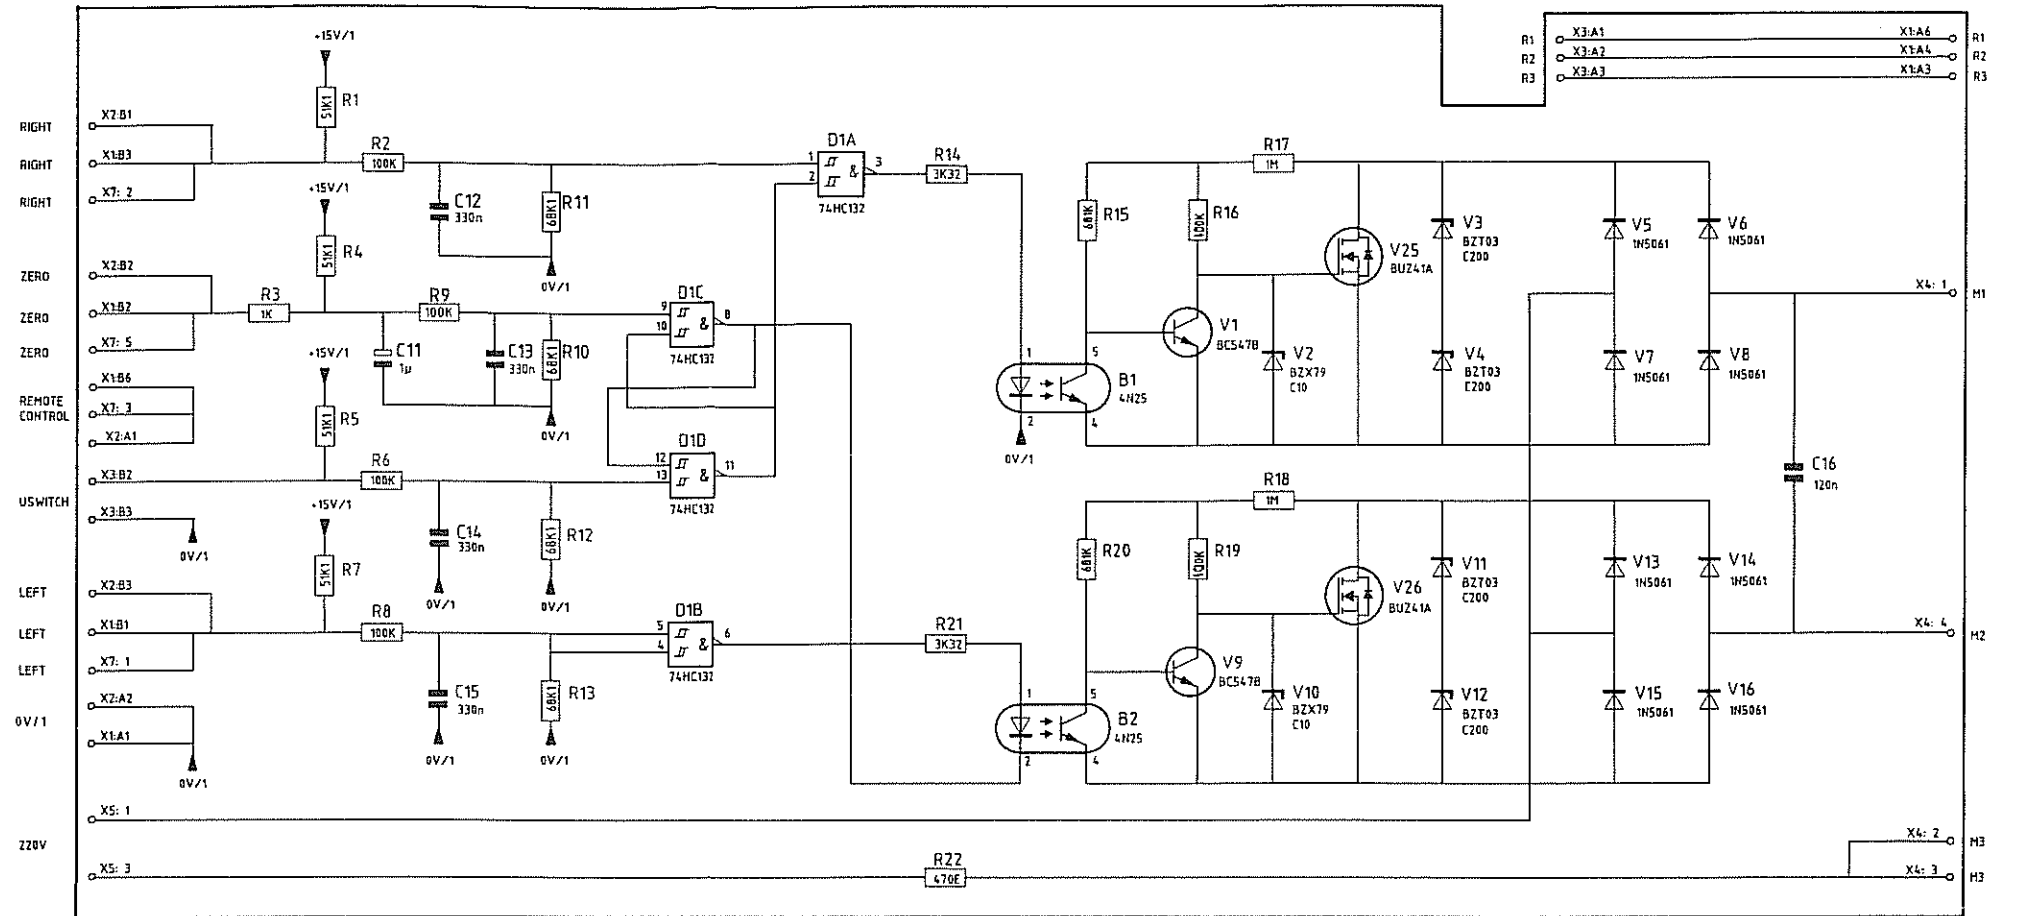 +15V/1
R1
51K1
RIGHT
X2:B1
RIGHT
X1:B3
RIGHT
X7: 2
R2
100K
+15V/1
C12
330n
R11
68K1
0V/1
R4
51K1
ZERO
X2:B2
ZERO
X1:B2
ZERO
X7: 5
R3
1K
R9
100K
+15V/1
C11
1µ
C13
330n
R10
68K1
0V/1
X1:B6
REMOTE
CONTROL
X7: 3
X2:A1
R5
51K1
R6
100K
X3:B2
USWITCH
X3:B3
0V/1
+15V/1
C14
330n
R12
68K1
0V/1
0V/1
R7
51K1
LEFT
X2:B3
LEFT
X1:B1
LEFT
X7: 1
R8
100K
C15
330n
R13
68K1
0V/1
0V/1
X2:A2
0V/1
X1:A1
0V/1
X5: 1
220V
X5: 3
D1A
1
2
&
3
74HC132
D1C
9
10
&
8
74HC132
D1D
12
13
&
11
74HC132
D1B
5
4
&
6
74HC132
R14
3K32
R21
3K32
R22
470E
1
5
B1
4N25
2
4
0V/1
1
5
B2
4N25
2
4
R17
1M
R15
681K
R16
100K
V1
BC547B
V2
BZX79
C10
V25
BUZ41A
V3
BZT03
C200
V4
BZT03
C200
V5
1N5061
V6
1N5061
V7
1N5061
V8
1N5061
R18
1M
R20
681K
R19
100K
V9
BC547B
V10
BZX79
C10
V26
BUZ41A
V11
BZT03
C200
V12
BZT03
C200
V13
1N5061
V14
1N5061
V15
1N5061
V16
1N5061
C16
120n
R1
X3:A1
X1:A6
R1
R2
X3:A2
X1:A4
R2
R3
X3:A3
X1:A3
R3
X4: 1
M1
X4: 4
M2
X4: 2
M3
X4: 3
M3